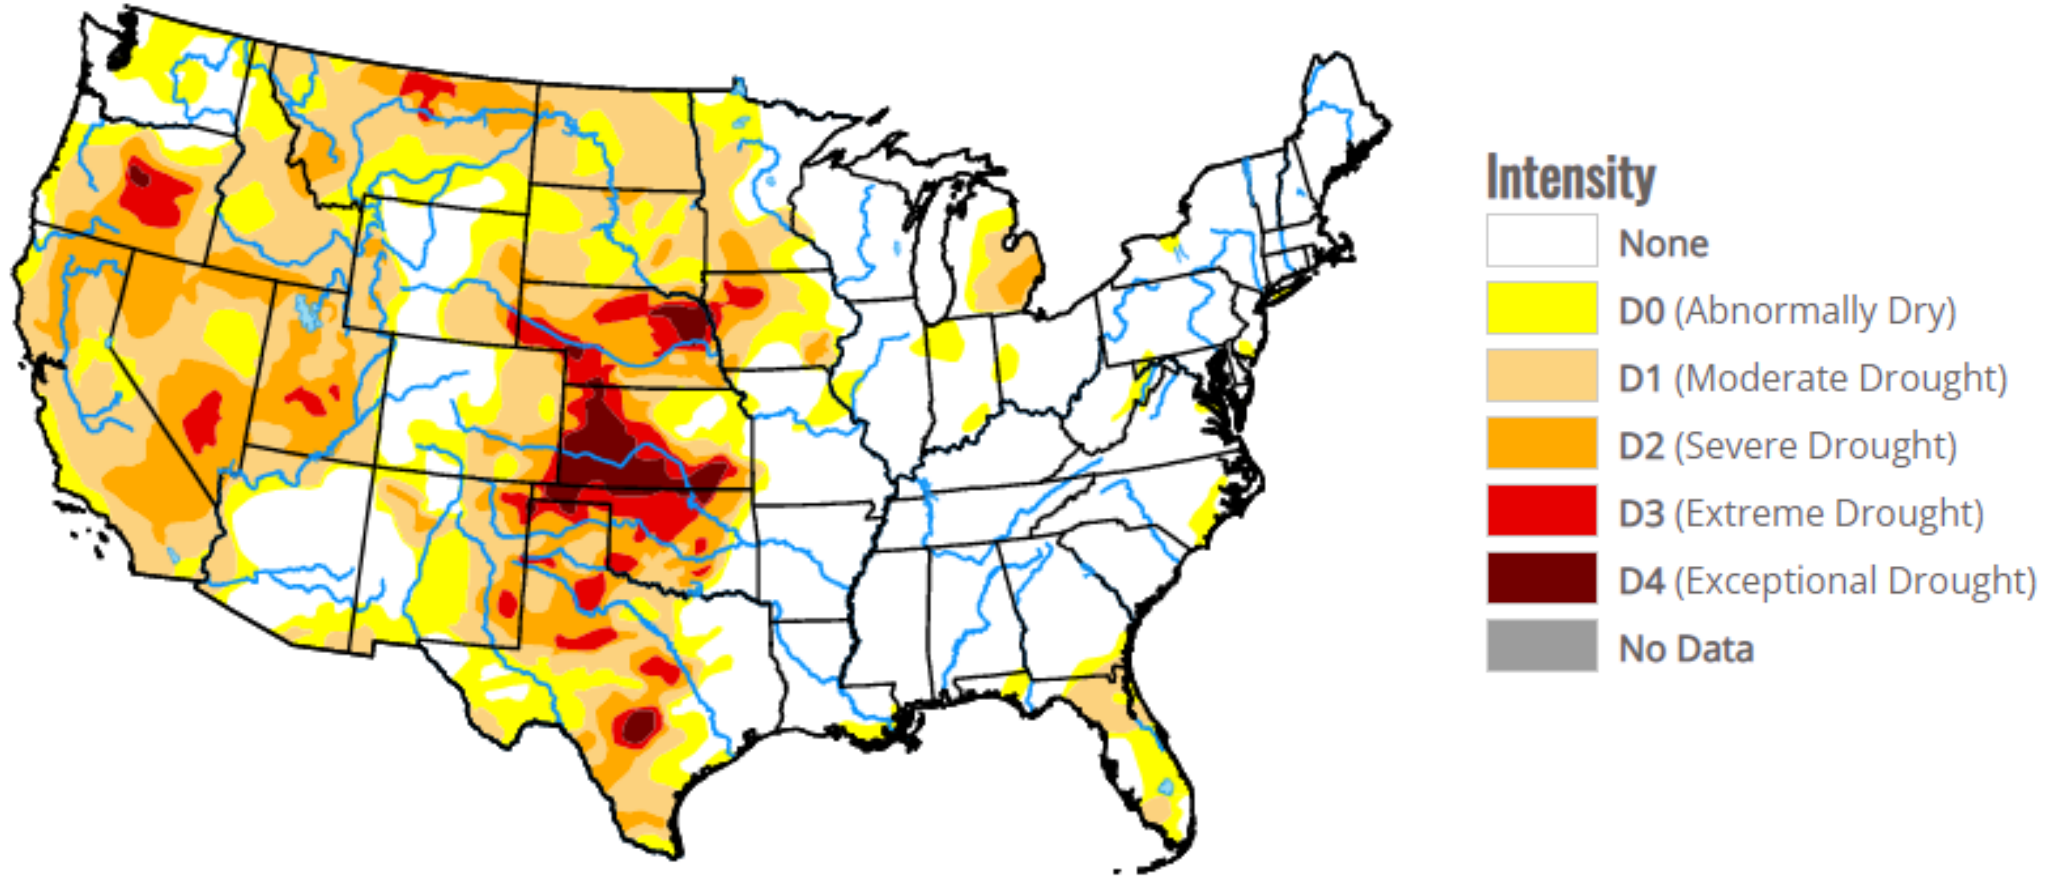 Intensity
None
D0 (Abnormally Dry)
D1 (Moderate Drought)
D2 (Severe Drought)
D3 (Extreme Drought)
D4 (Exceptional Drought)
No Data